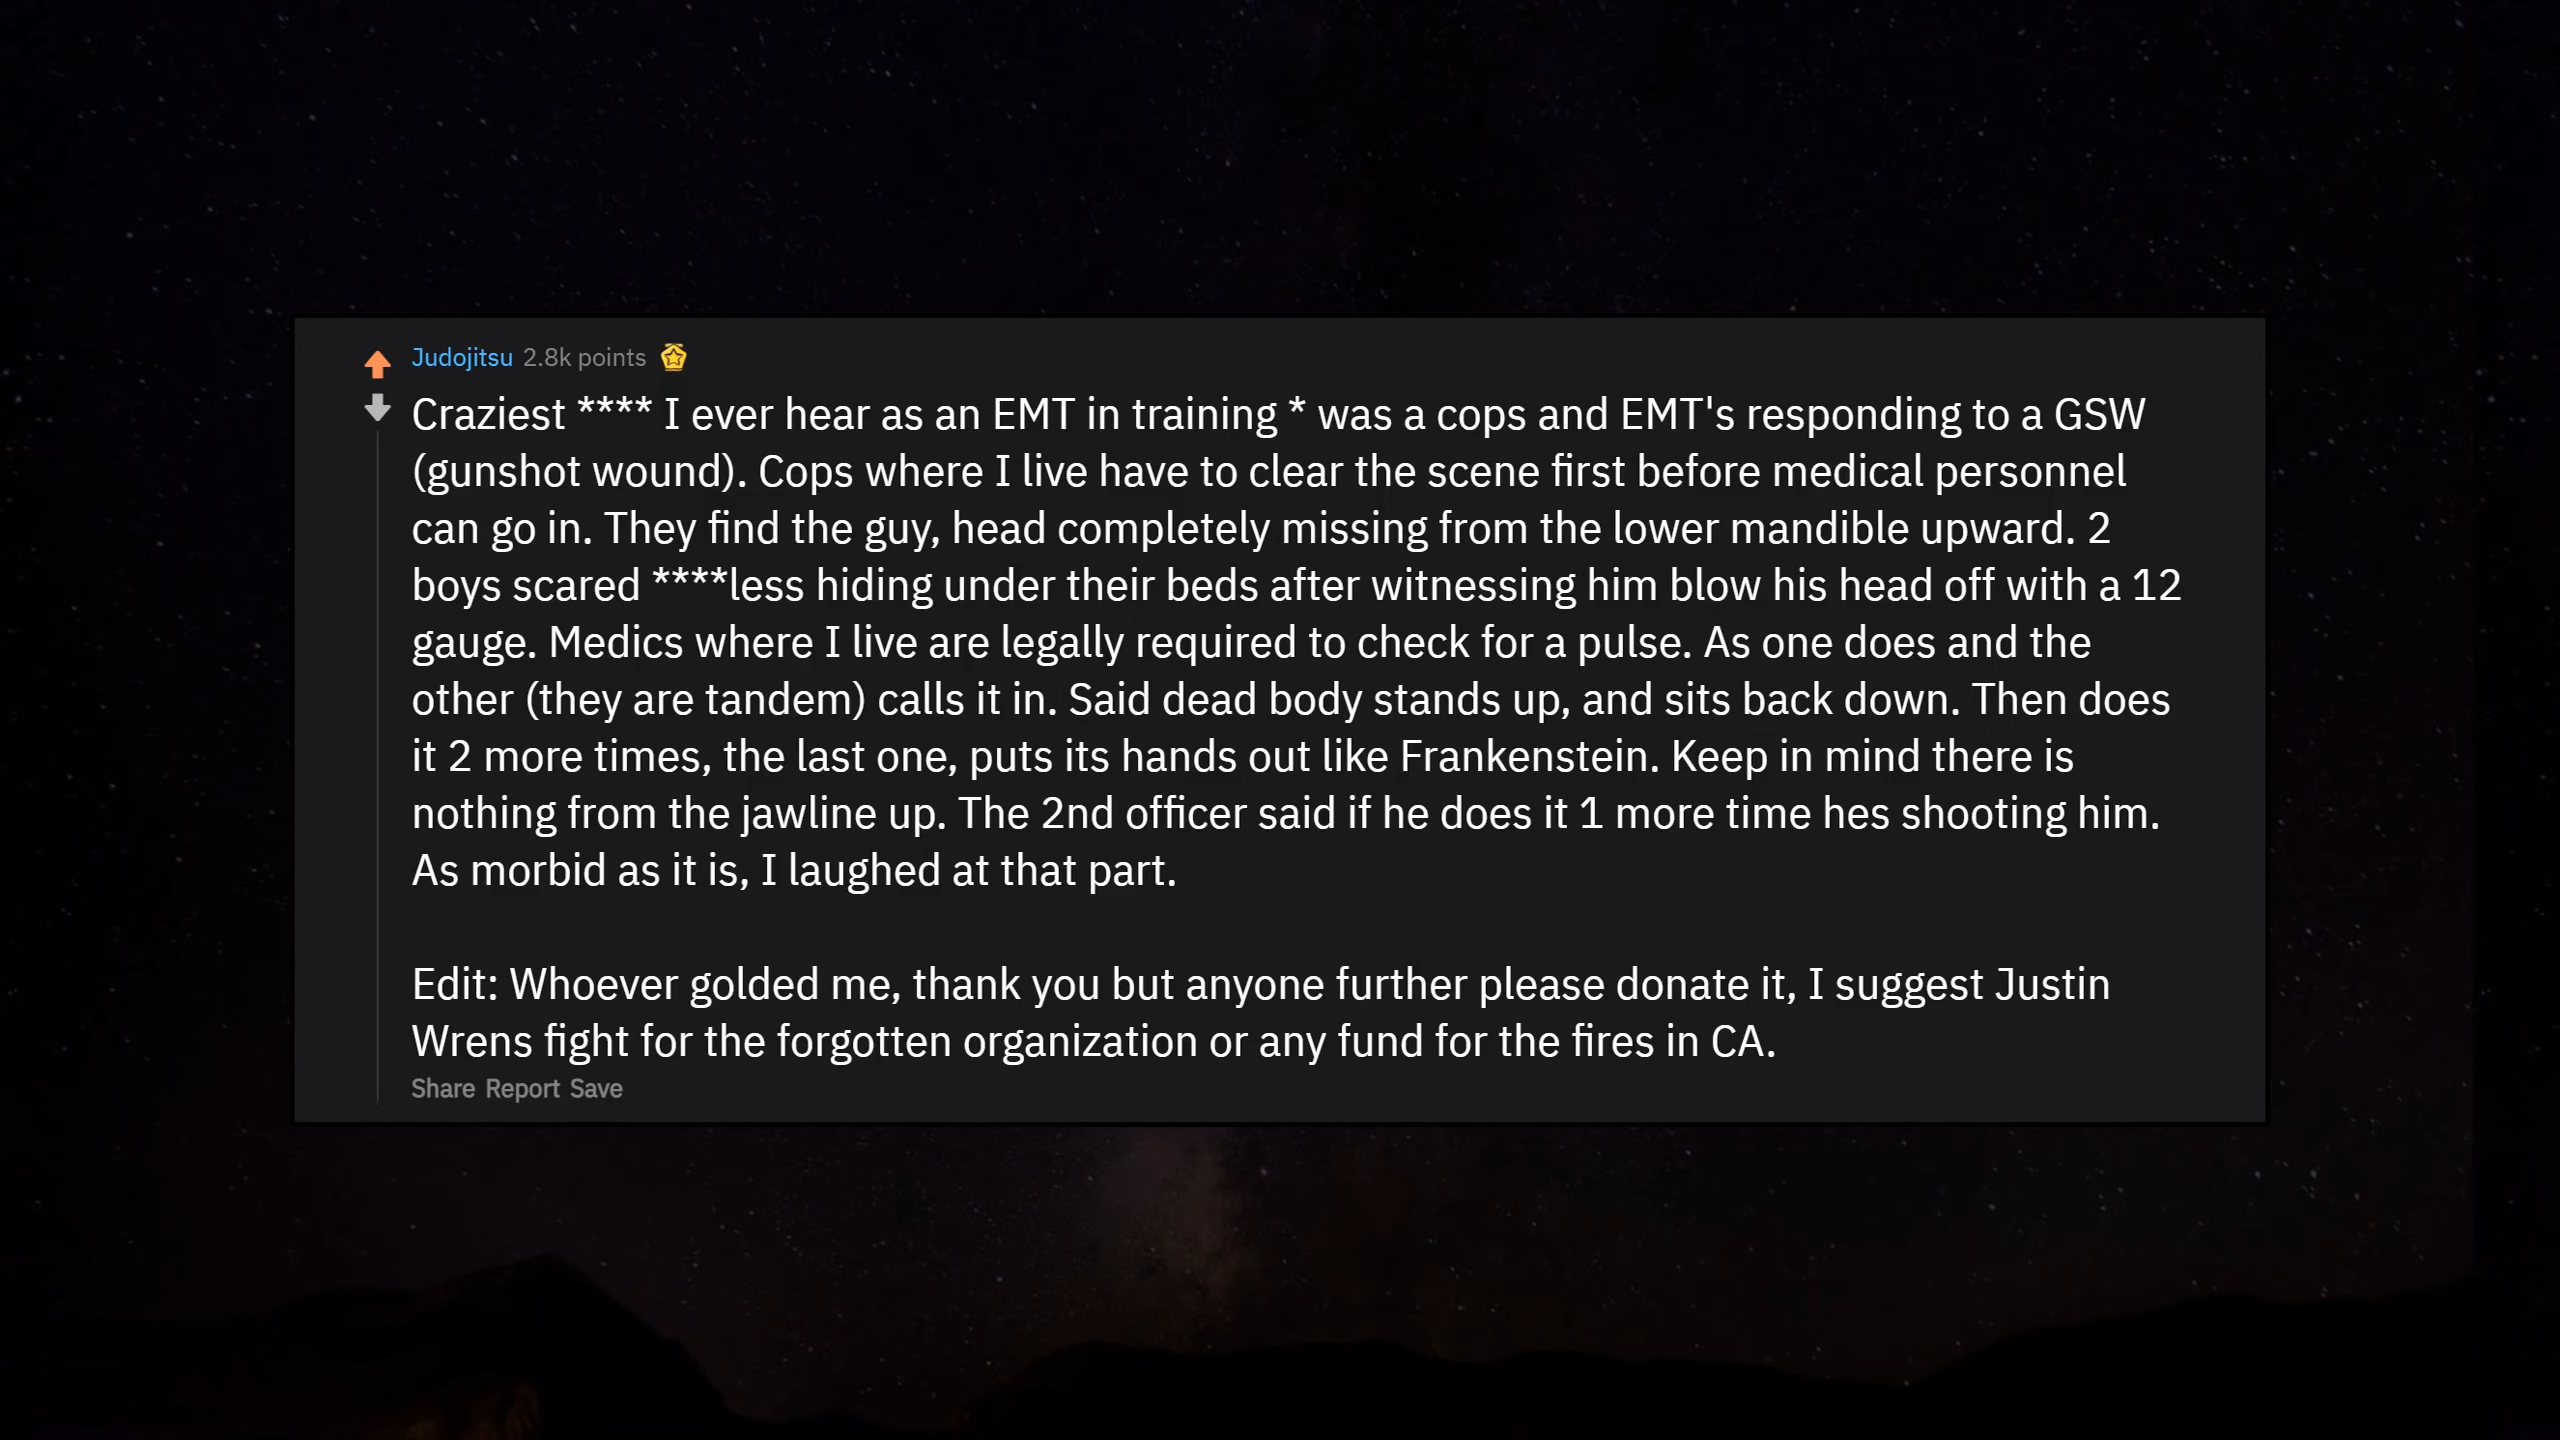 Judojitsu 2.8k points
Craziest **** I ever hear as an EMT in training * was a cops and EMT's responding to a GSW
(gunshot wound). Cops where I live have to clear the scene first before medical personnel
can go in. They find the guy, head completely missing from the lower mandible upward. 2
boys scared ****less hiding under their beds after witnessing him blow his head off with a 12
gauge. Medics where I live are legally required to check for a pulse. As one does and the
other (they are tandem) calls it in. Said dead body stands up, and sits back down. Then does
it 2 more times, the last one, puts its hands out like Frankenstein. Keep in mind there is
nothing from the jawline up. The 2nd officer said if he does it 1 more time hes shooting him.
As morbid as it is, I laughed at that part.
Edit: Whoever golded me, thank you but anyone further please donate it, I suggest Justin
Wrens fight for the forgotten organization or any fund for the fires in CA.
Share Report Save